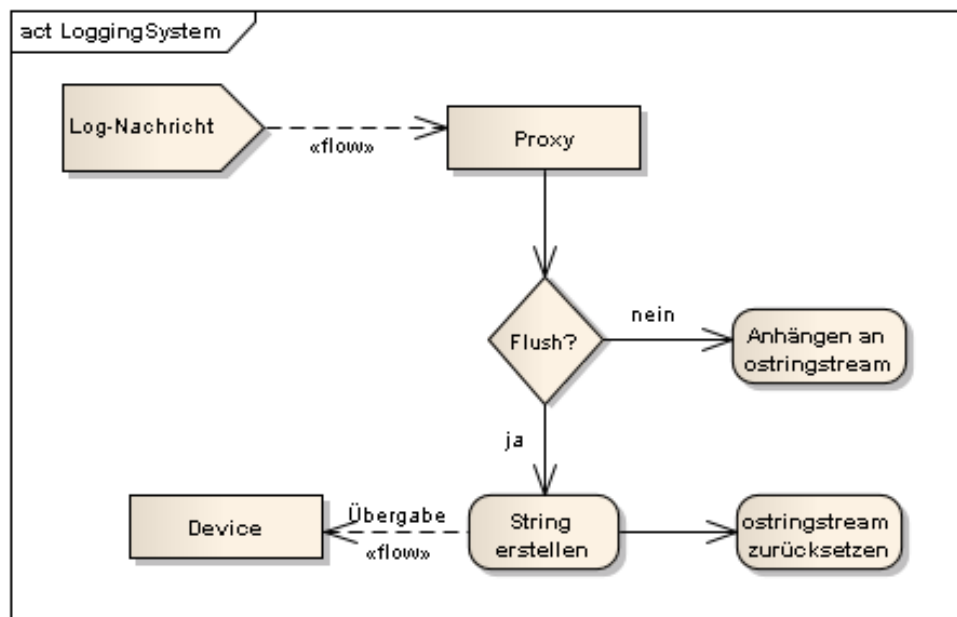 act LoggingSystem
Log-Nachricht
«flow»
Proxy
Flush?
nein
Anhängen an
ostringstream
ja
Device
Übergabe
«flow»
String
erstellen
ostringstream
zurücksetzen